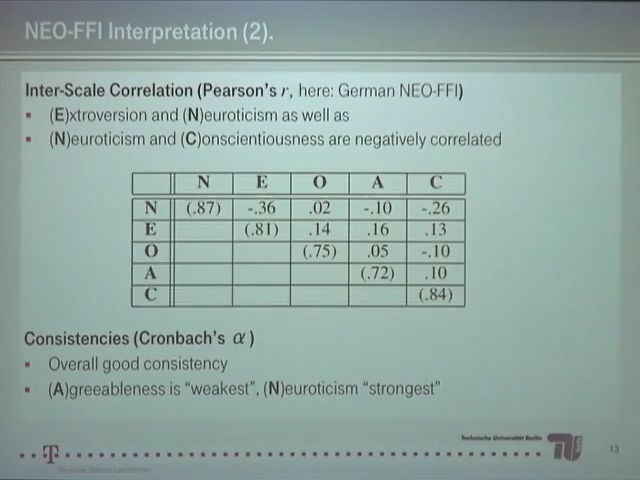 NEO-FFI Interpretation (2).
Inter-Scale Correlation (Pearson's r, here: German NEO-FFI)
(E)xtroversion and (N)euroticism as well as
(N)euroticism and (C)onscientiousness are negatively correlated
N E O A C
N (.87) -.36 .02 -.10 -.26
E (.81) .14 .16 .13
O (.75) .05 -.10
A (.72) .10
C (.84)
Consistencies (Cronbach's α)
Overall good consistency
(A)greeableness is “weakest”, (N)euroticism “strongest”
Technische Universität Berlin
T
TU
13